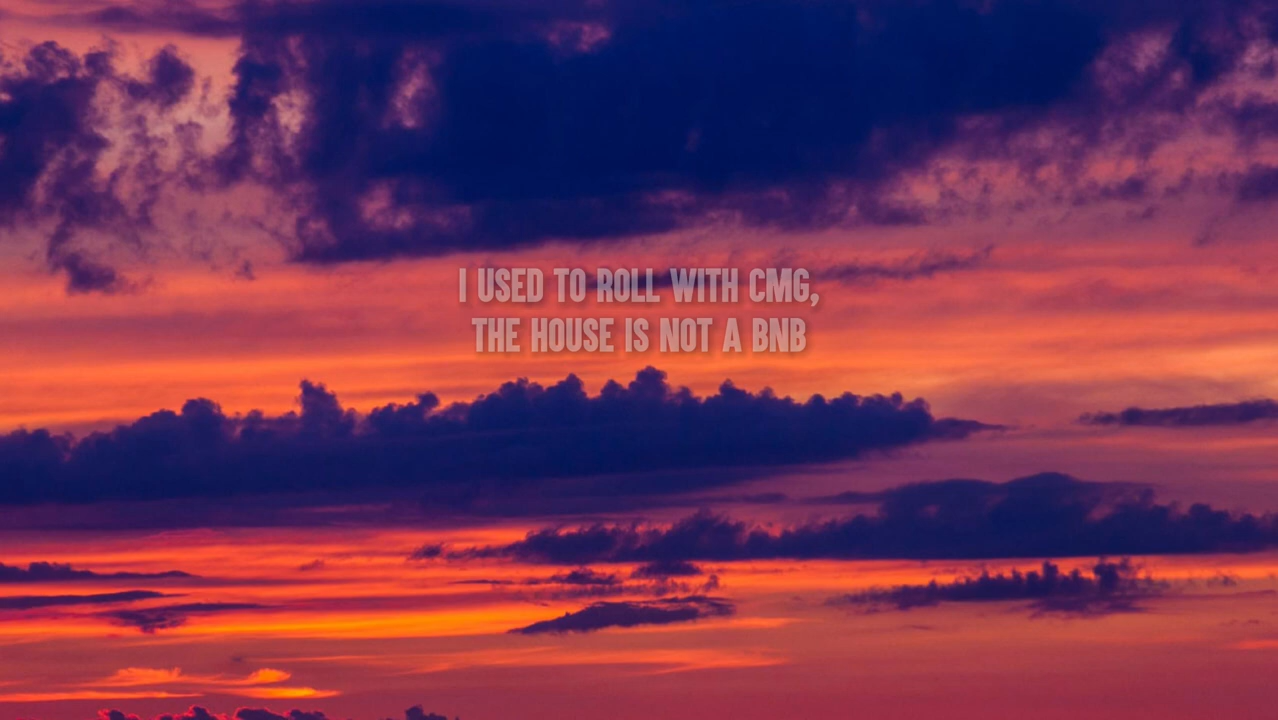 I USED TO ROLL WITH CMG,
THE HOUSE IS NOT A BNB